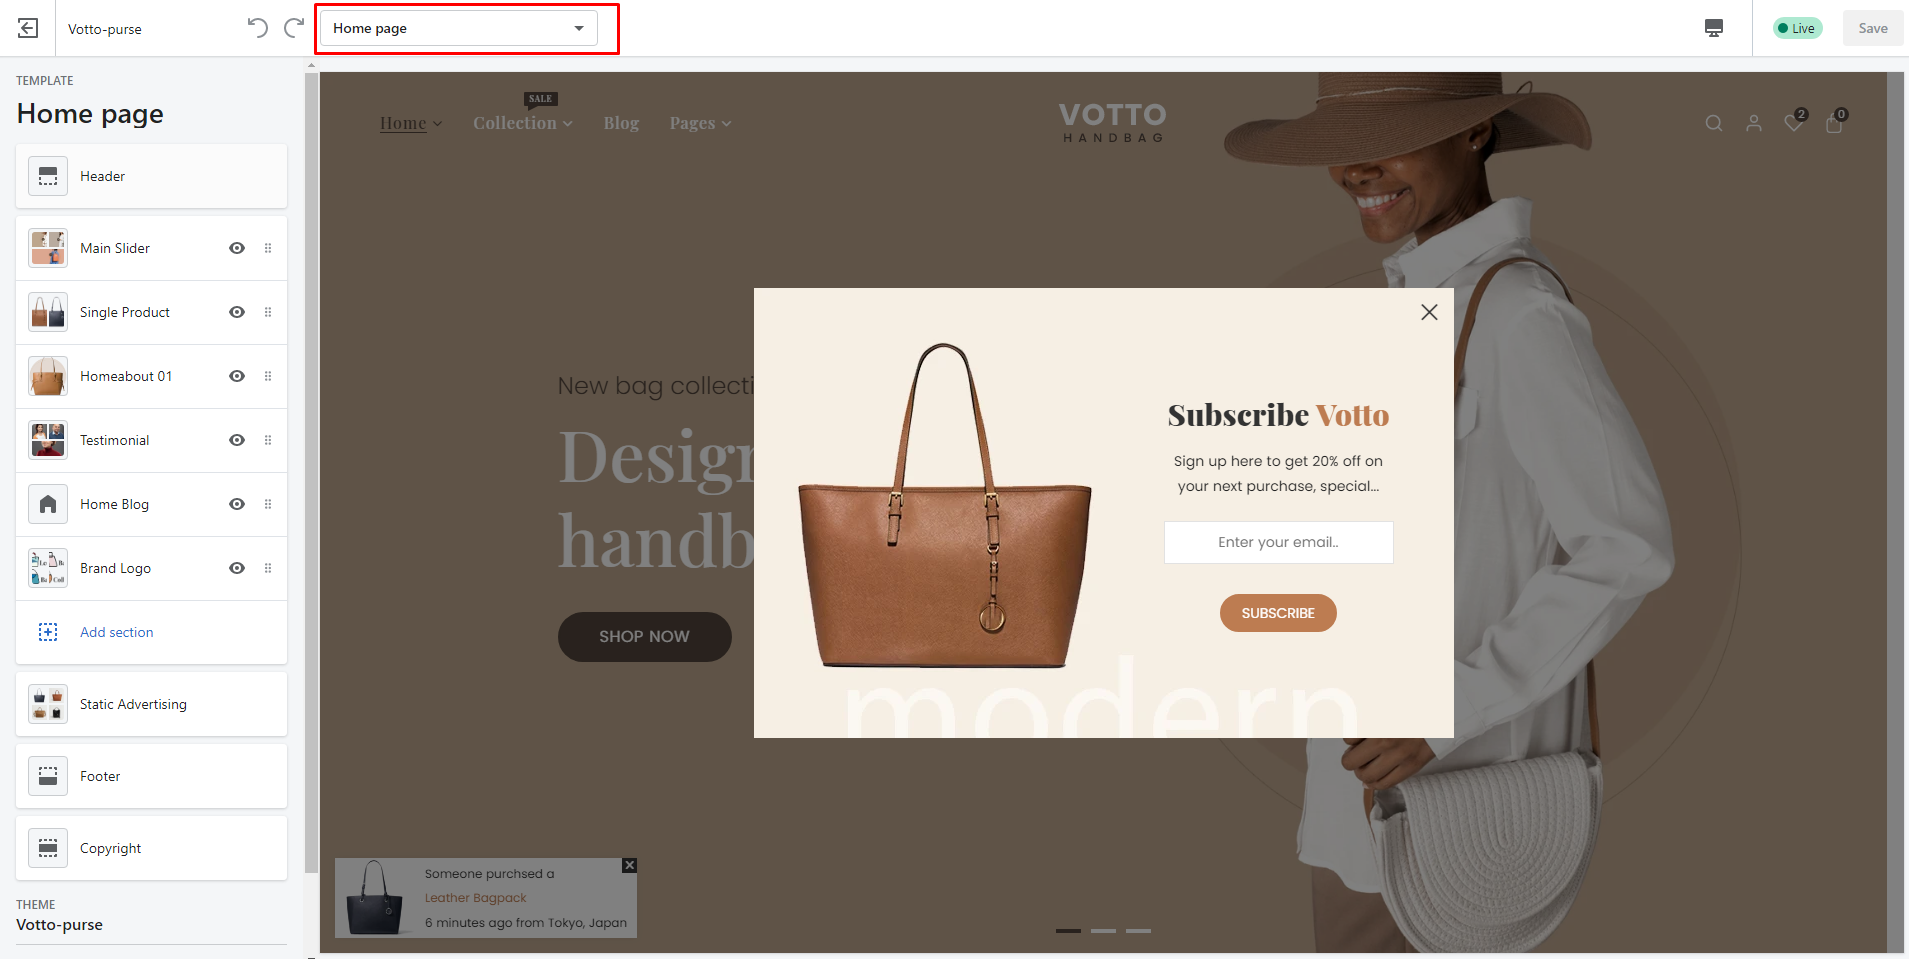 Votto-purse
Home page
Live
Save
TEMPLATE
Home page
Header
Main Slider
Single Product
Homeabout 01
Testimonial
Home Blog
Brand Logo
Add section
Static Advertising
Footer
Copyright
THEME
Votto-purse
SALE
Home
Collection
Blog
Pages
VOTTO
HANDBAG
2
0
New bag collecti
Design
handb
SHOP NOW
Subscribe Votto
Sign up here to get 20% off on
your next purchase, special...
Enter your email..
SUBSCRIBE
modern
Someone purchsed a
Leather Bagpack
6 minutes ago from Tokyo, Japan